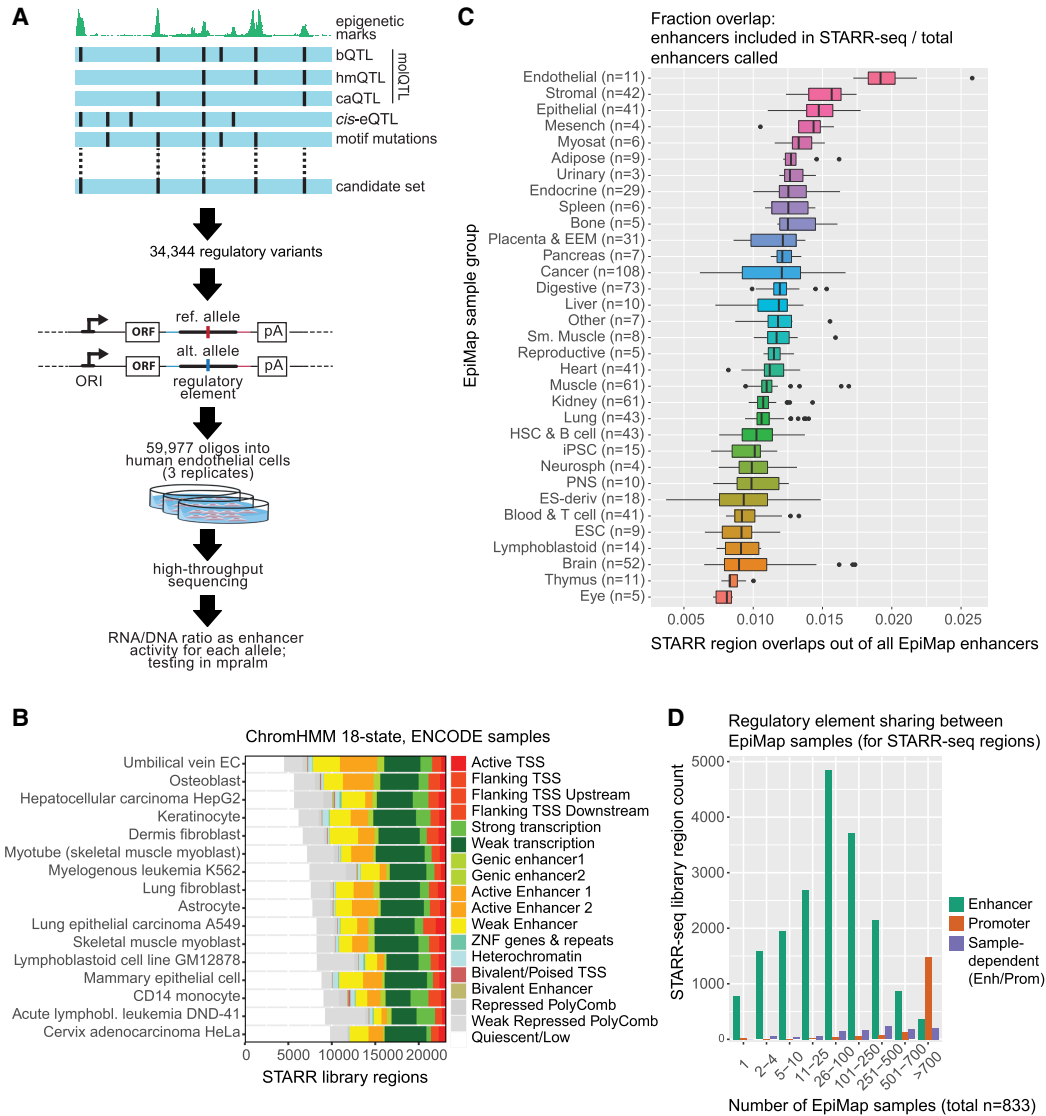 A
epigenetic
marks
bQTL
hmQTL
caQTL
molQTL
cis-eQTL
motif mutations
candidate set
34,344 regulatory variants
ref. allele
ORF
pA
alt. allele
ORF
pA
ORI
regulatory
element
59,977 oligos into
human endothelial cells
(3 replicates)
high-throughput
sequencing
RNA/DNA ratio as enhancer
activity for each allele;
testing in mpralm
B
ChromHMM 18-state, ENCODE samples
Umbilical vein EC
Osteoblast
Hepatocellular carcinoma HepG2
Keratinocyte
Dermis fibroblast
Myotube (skeletal muscle myoblast)
Myelogenous leukemia K562
Lung fibroblast
Astrocyte
Lung epithelial carcinoma A549
Skeletal muscle myoblast
Lymphoblastoid cell line GM12878
Mammary epithelial cell
CD14 monocyte
Acute lymphobl. leukemia DND-41
Cervix adenocarcinoma HeLa
0 5000 10000 15000 20000
STARR library regions
Active TSS
Flanking TSS
Flanking TSS Upstream
Flanking TSS Downstream
Strong transcription
Weak transcription
Genic enhancer1
Genic enhancer2
Active Enhancer 1
Active Enhancer 2
Weak Enhancer
ZNF genes & repeats
Heterochromatin
Bivalent/Poised TSS
Bivalent Enhancer
Repressed PolyComb
Weak Repressed PolyComb
Quiescent/Low
C
Fraction overlap:
enhancers included in STARR-seq / total
enhancers called
EpiMap sample group
Endothelial (n=11)
Stromal (n=42)
Epithelial (n=41)
Mesench (n=4)
Myosat (n=6)
Adipose (n=9)
Urinary (n=3)
Endocrine (n=29)
Spleen (n=6)
Bone (n=5)
Placenta & EEM (n=31)
Pancreas (n=7)
Cancer (n=108)
Digestive (n=73)
Liver (n=10)
Other (n=7)
Sm. Muscle (n=8)
Reproductive (n=5)
Heart (n=41)
Muscle (n=61)
Kidney (n=61)
Lung (n=43)
HSC & B cell (n=43)
iPSC (n=15)
Neurosph (n=4)
PNS (n=10)
ES-deriv (n=18)
Blood & T cell (n=41)
ESC (n=9)
Lymphoblastoid (n=14)
Brain (n=52)
Thymus (n=11)
Eye (n=5)
0.005 0.010 0.015 0.020 0.025
STARR region overlaps out of all EpiMap enhancers
D
Regulatory element sharing between
EpiMap samples (for STARR-seq regions)
STARR-seq library region count
5000
4000
3000
2000
1000
0
1 2–4 5–10 11–25 26–100 101–250 251–500 501–700 >700
Number of EpiMap samples (total n=833)
Enhancer
Promoter
Sample-
dependent
(Enh/Prom)